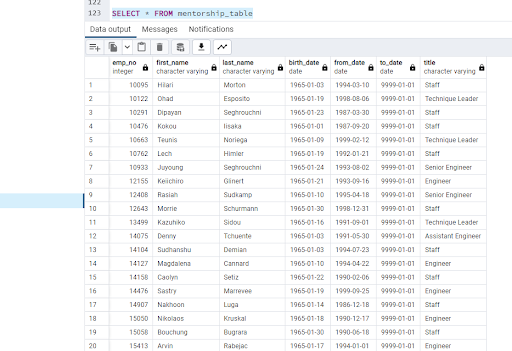 122
123 SELECT * FROM mentorship_table
Data output Messages Notifications
emp_no first_name last_name birth_date from_date to_date title
integer character varying character varying date date date character varying
1 10095 Hilari Morton 1965-01-03 1994-03-10 9999-01-01 Staff
2 10122 Ohad Esposito 1965-01-19 1998-08-06 9999-01-01 Technique Leader
3 10291 Dipayan Seghrouchni 1965-01-23 1987-03-30 9999-01-01 Staff
4 10476 Kokou Iisaka 1965-01-01 1987-09-20 9999-01-01 Staff
5 10663 Teunis Noriega 1965-01-09 1999-02-12 9999-01-01 Technique Leader
6 10762 Lech Himler 1965-01-19 1992-01-21 9999-01-01 Staff
7 10933 Juyoung Seghrouchni 1965-01-24 1993-08-02 9999-01-01 Senior Engineer
8 12155 Keiichiro Glinert 1965-01-21 1993-09-16 9999-01-01 Engineer
9 12408 Rasiah Sudkamp 1965-01-10 1995-04-18 9999-01-01 Senior Engineer
10 12643 Morrie Schurmann 1965-01-30 1998-12-31 9999-01-01 Staff
11 13499 Kazuhiko Sidou 1965-01-16 1991-09-01 9999-01-01 Technique Leader
12 14075 Denny Tchuente 1965-01-03 1991-05-30 9999-01-01 Assistant Engineer
13 14104 Sudhanshu Demian 1965-01-03 1994-07-23 9999-01-01 Staff
14 14127 Magdalena Cannard 1965-01-10 1994-04-22 9999-01-01 Engineer
15 14158 Caolyn Setiz 1965-01-22 1990-02-06 9999-01-01 Staff
16 14476 Sastry Marrevee 1965-01-19 1999-09-25 9999-01-01 Engineer
17 14907 Nakhoon Luga 1965-01-14 1986-12-18 9999-01-01 Staff
18 15050 Nikolaos Kruskal 1965-01-18 1990-12-17 9999-01-01 Engineer
19 15058 Bouchung Bugrara 1965-01-30 1990-06-18 9999-01-01 Staff
20 15413 Arvin Rabejac 1965-01-17 1994-01-01 9999-01-01 Engineer